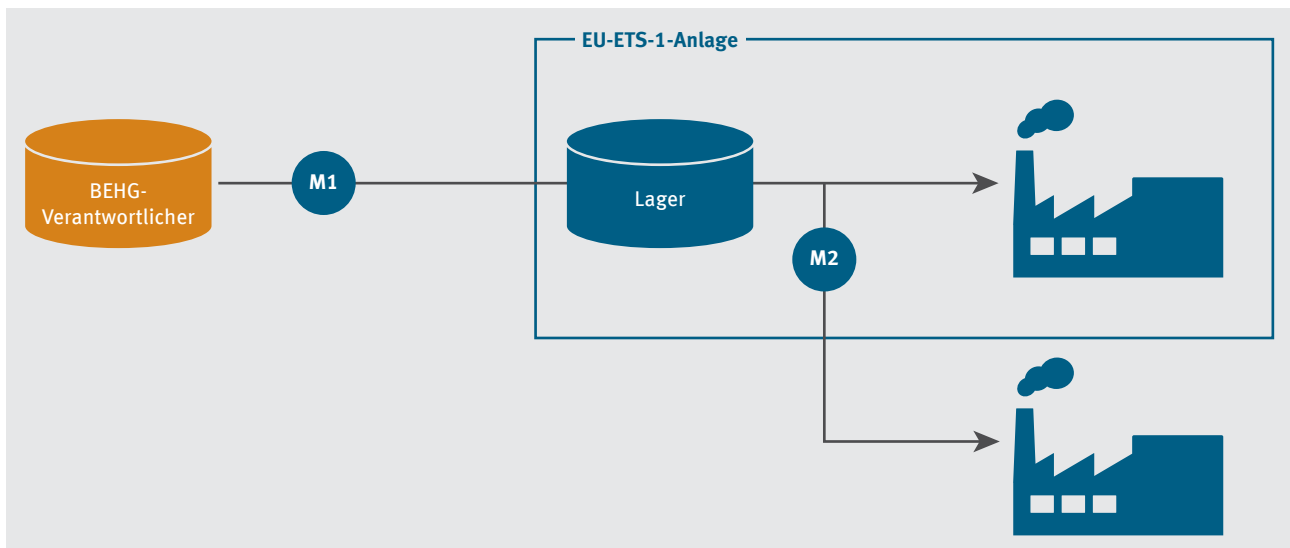 EU-ETS-1-Anlage
BEHG-
Verantwortlicher
M1
Lager
M2